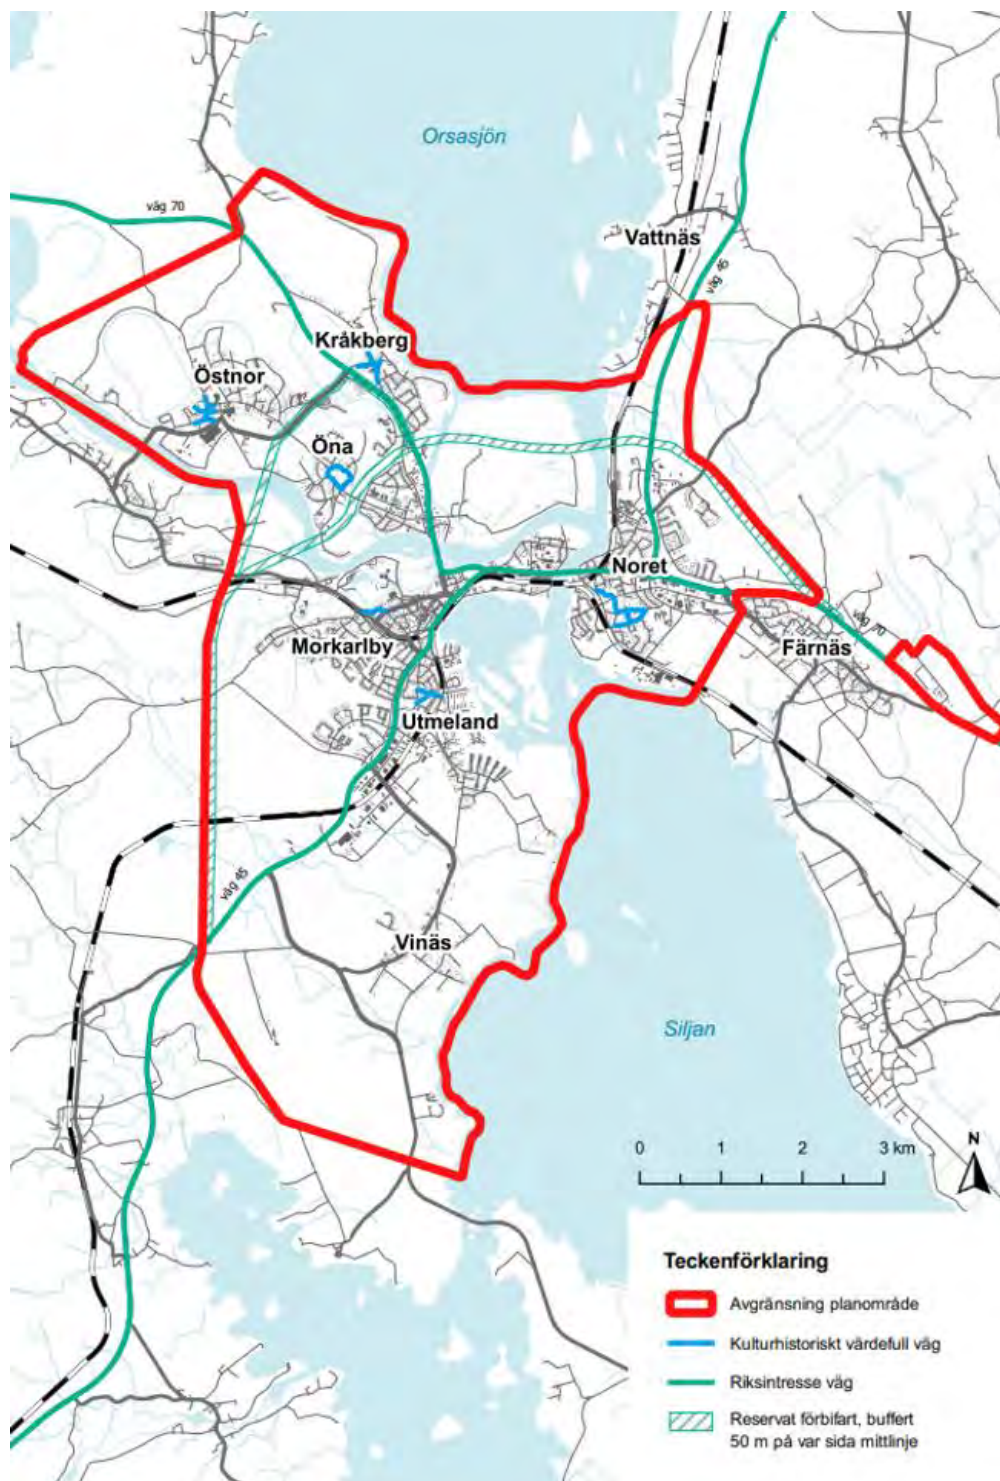 Orsasjön
väg 70
Vattnäs
väg 45
Kråkberg
Östnor
Öna
Noret
Morkarlby
väg 70
Färnäs
Utmeland
väg 45
Vinäs
Siljan
N
0 1 2 3 km
Teckenförklaring
Avgränsning planområde
Kulturhistoriskt värdefull väg
Riksintresse väg
Reservat förbifart, buffert
50 m på var sida mittlinje